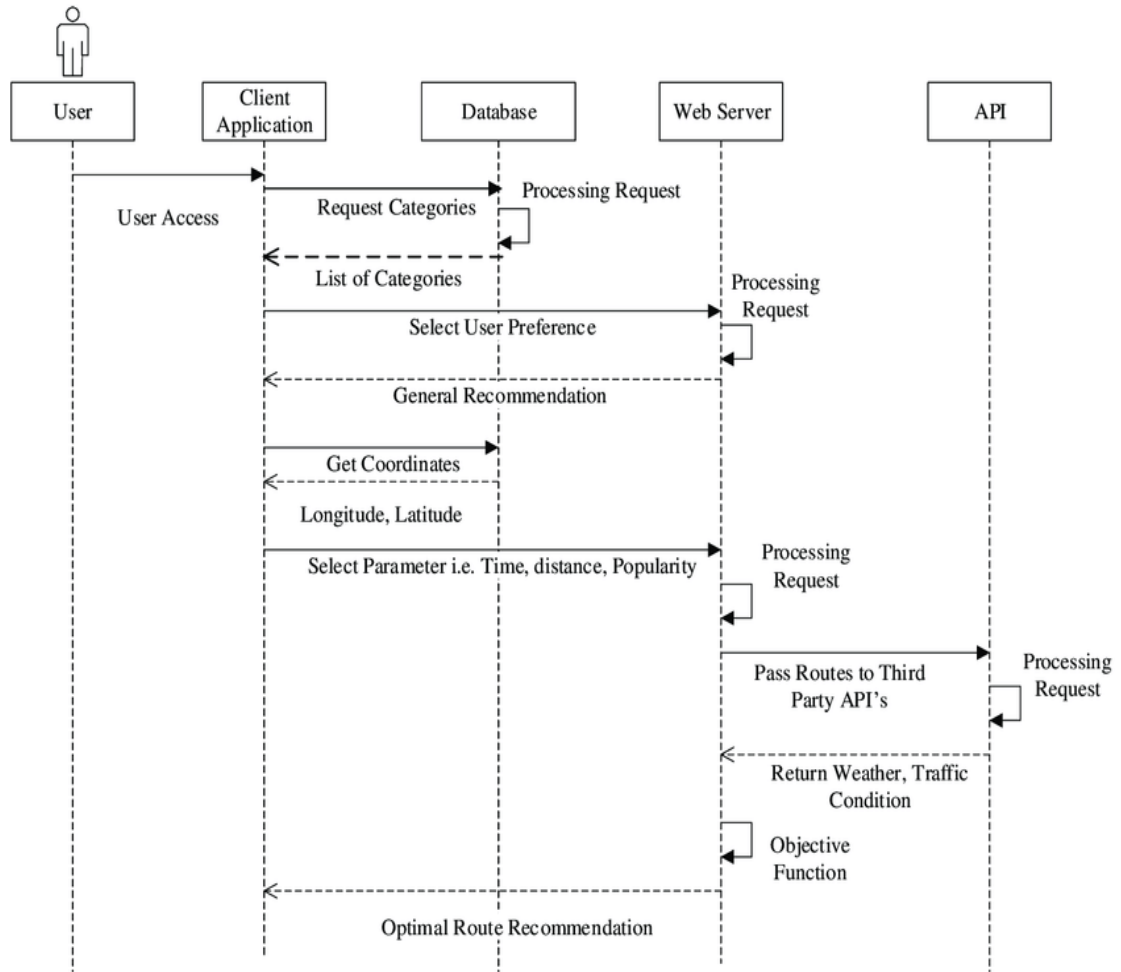 User
Client
Application
Database
Web Server
API
User Access
Request Categories
Processing Request
List of Categories
Processing
Request
Select User Preference
General Recommendation
Get Coordinates
Longitude, Latitude
Select Parameter i.e. Time, distance, Popularity
Processing
Request
Pass Routes to Third
Party API's
Processing
Request
Return Weather, Traffic
Condition
Objective
Function
Optimal Route Recommendation